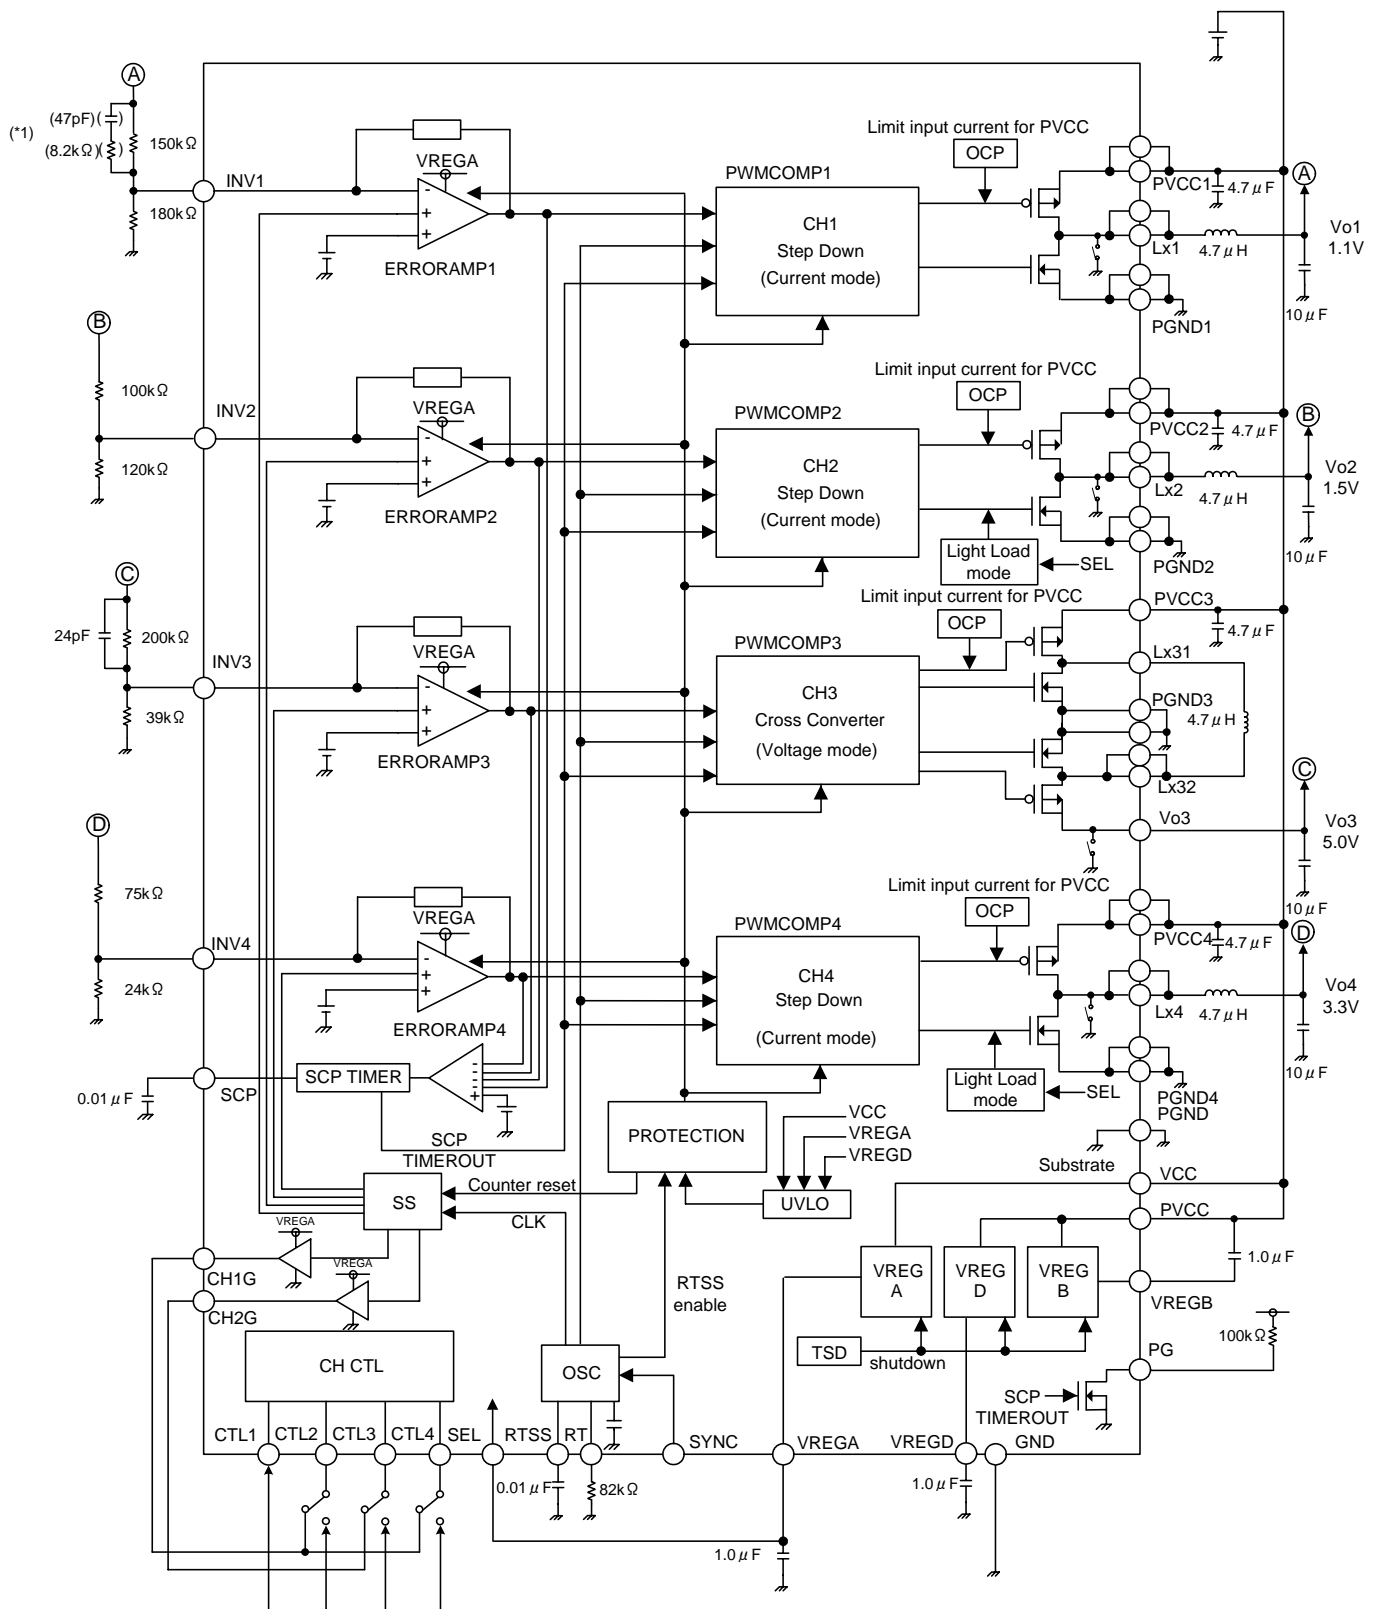 A
(*1)
(47pF)
(8.2kΩ)
150kΩ
INV1
180kΩ
VREGA
-
+
+
ERRORAMP1
PWMCOMP1
CH1
Step Down
(Current mode)
Limit input current for PVCC
OCP
PVCC1
4.7μF
A
Lx1
4.7μH
Vo1
1.1V
PGND1
10μF
B
100kΩ
INV2
120kΩ
VREGA
-
+
+
ERRORAMP2
PWMCOMP2
CH2
Step Down
(Current mode)
Limit input current for PVCC
OCP
PVCC2
4.7μF
B
Lx2
4.7μH
Vo2
1.5V
Light Load
mode
SEL
PGND2
10μF
C
24pF
200kΩ
INV3
39kΩ
VREGA
-
+
+
ERRORAMP3
PWMCOMP3
CH3
Cross Converter
(Voltage mode)
Limit input current for PVCC
OCP
PVCC3
4.7μF
Lx31
PGND3
4.7μH
Lx32
C
Vo3
Vo3
5.0V
10μF
D
75kΩ
INV4
24kΩ
VREGA
-
+
+
ERRORAMP4
PWMCOMP4
CH4
Step Down
(Current mode)
Limit input current for PVCC
OCP
PVCC4
4.7μF
D
Lx4
4.7μH
Vo4
3.3V
Light Load
mode
SEL
PGND4
PGND
10μF
0.01μF
SCP
SCP TIMER
-
-
-
-
+
SCP
TIMEROUT
PROTECTION
VCC
VREGA
VREGD
UVLO
Substrate
VCC
PVCC
SS
Counter reset
CLK
VREGA
CH1G
VREGA
CH2G
RTSS
enable
VREG
A
VREG
D
VREG
B
1.0μF
VREGB
TSD
shutdown
100kΩ
PG
SCP
TIMEROUT
CH CTL
OSC
CTL1
CTL2
CTL3
CTL4
SEL
RTSS
RT
SYNC
VREGA
VREGD
GND
0.01μF
82kΩ
1.0μF
1.0μF